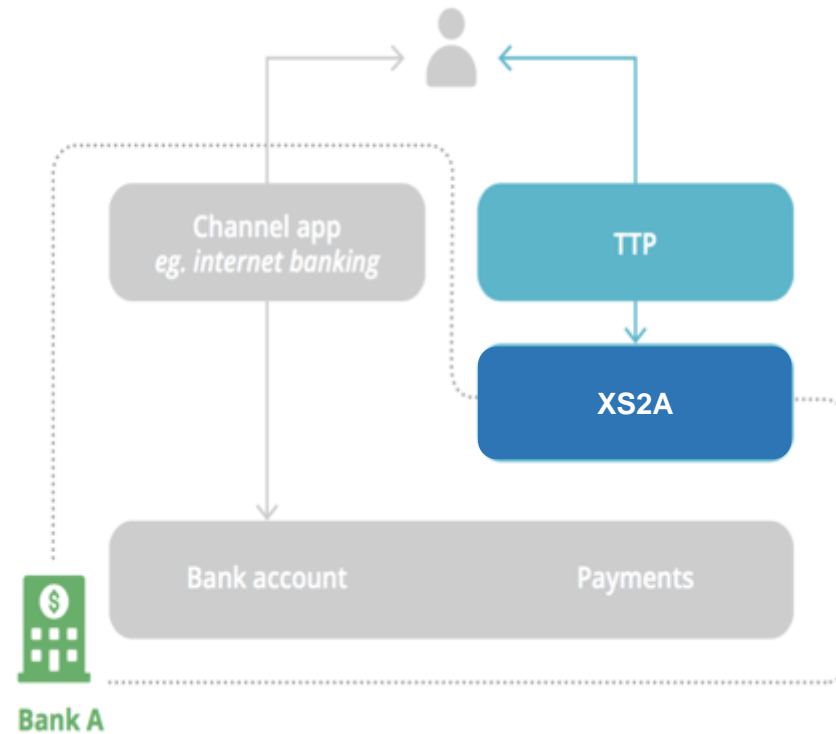 Channel app
eg. internet banking
TTP
XS2A
Bank account
Payments
$
Bank A